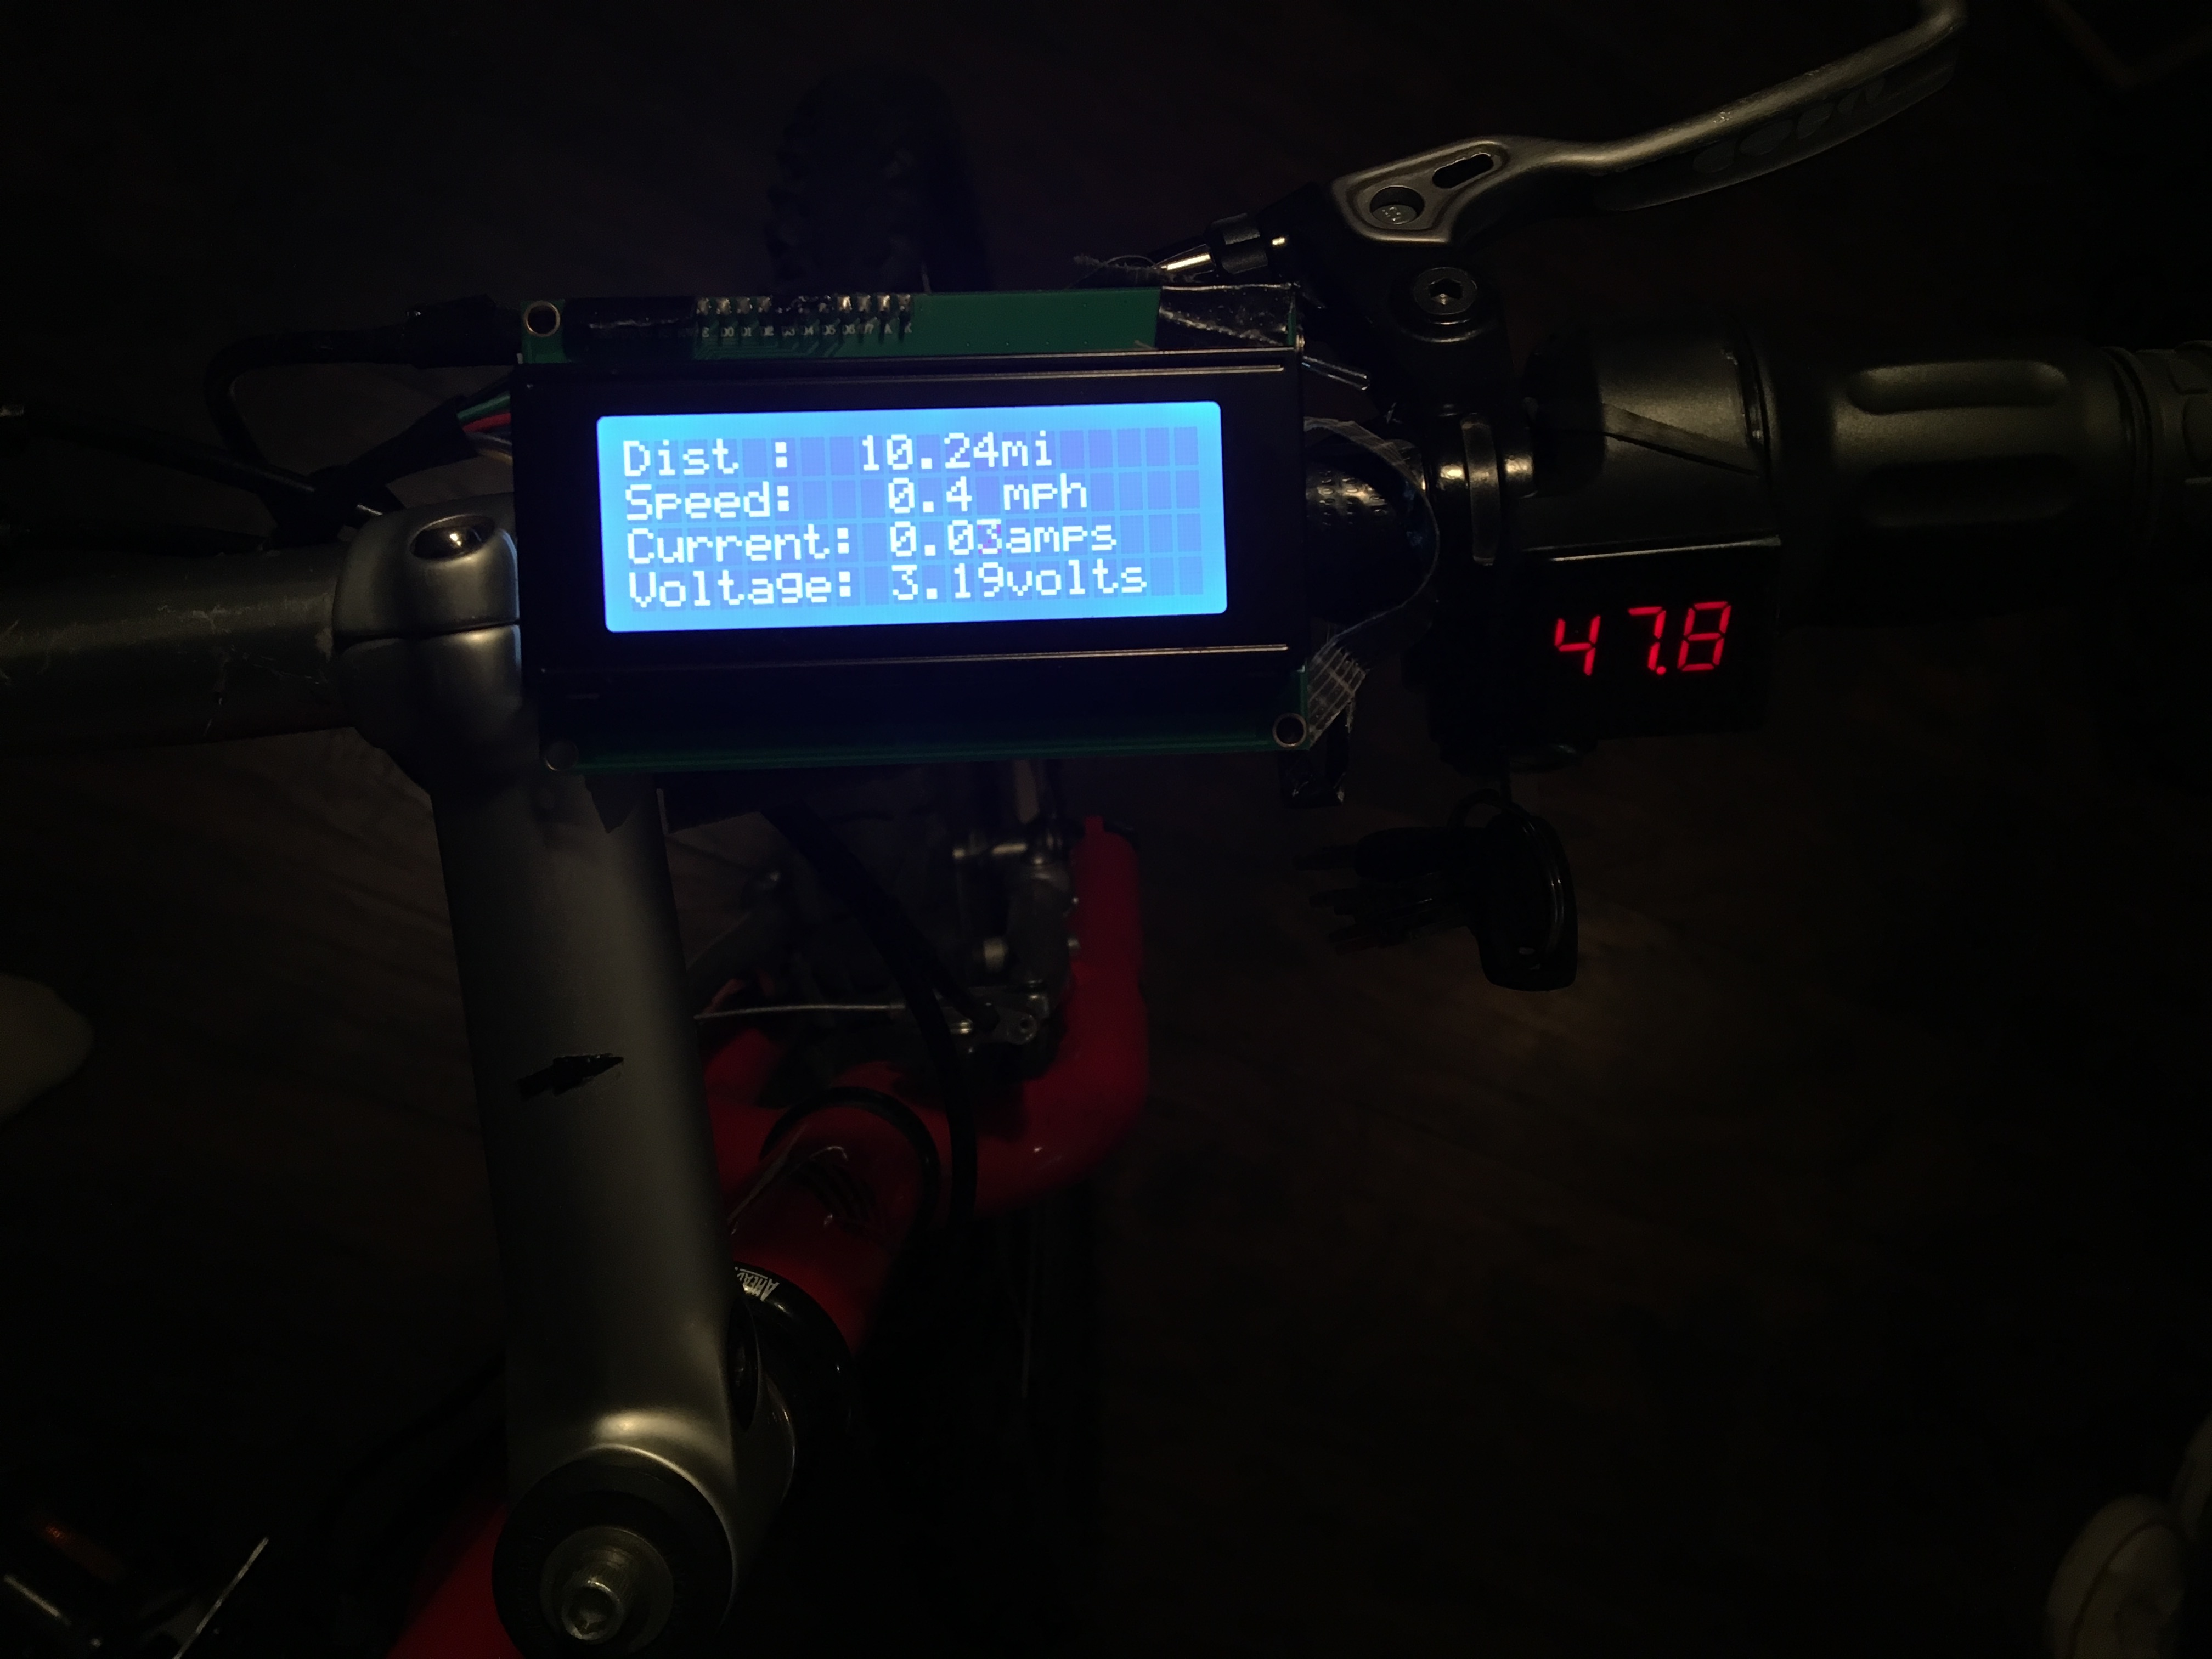 Dist : 10.24mi
Speed: 0.4 mph
Current: 0.03amps
Voltage: 3.19volts
47.8